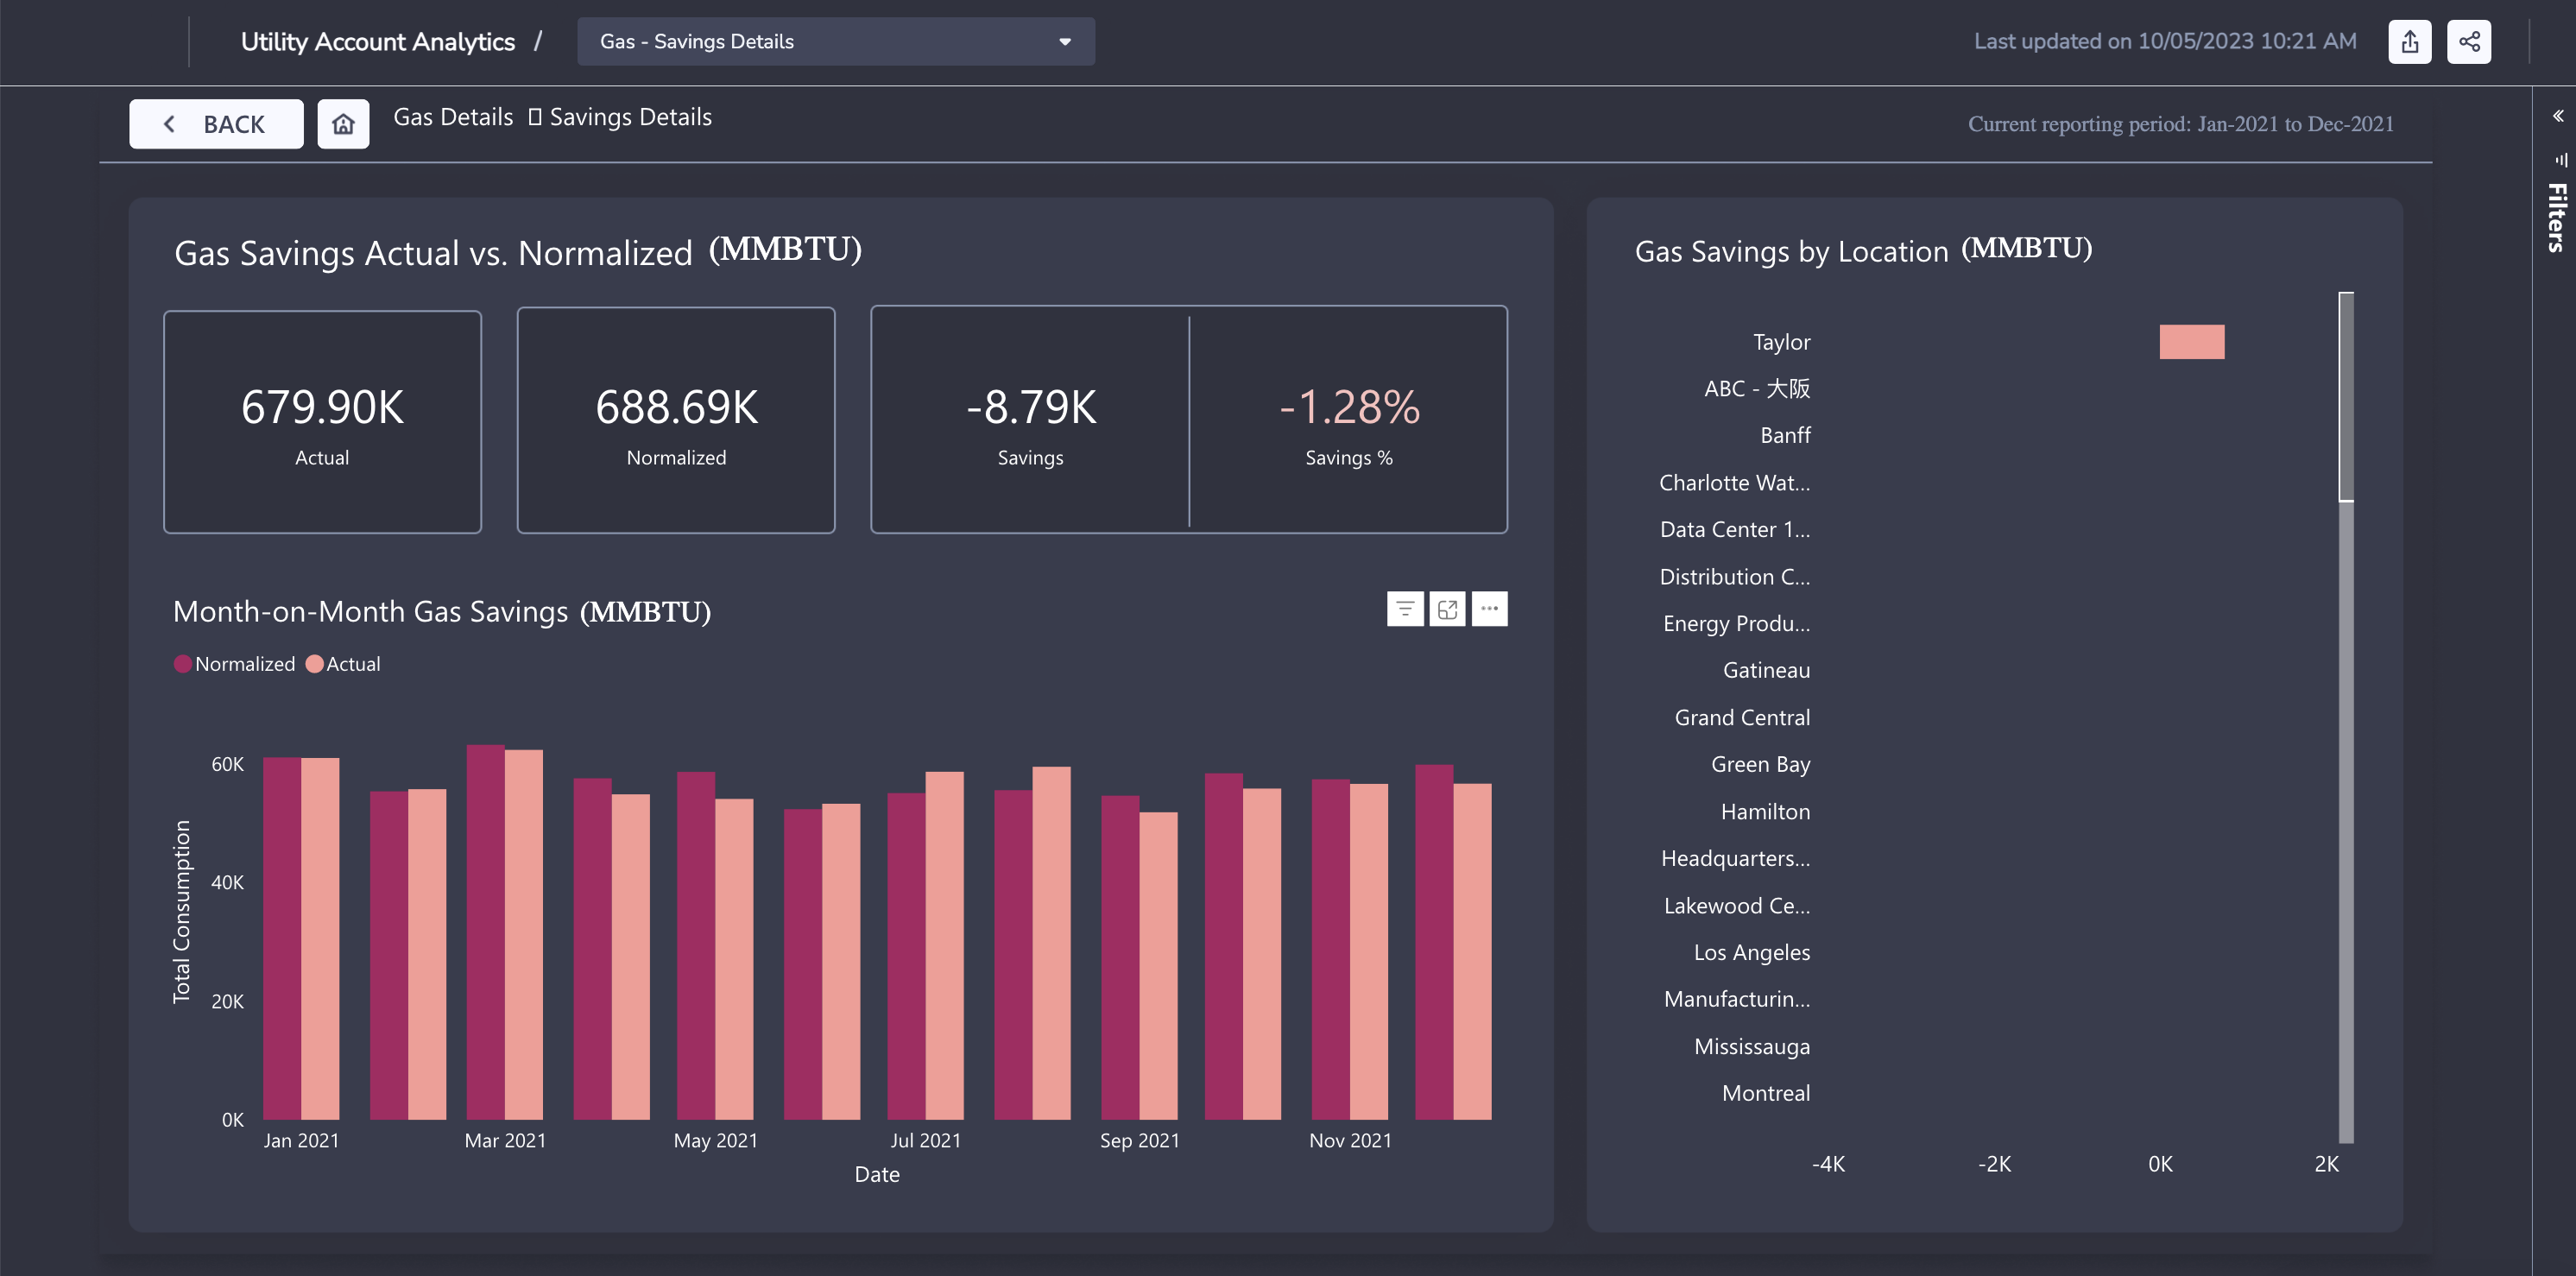 Utility Account Analytics /
Gas - Savings Details
Last updated on 10/05/2023 10:21 AM
BACK
Gas Details ▯ Savings Details
Current reporting period: Jan-2021 to Dec-2021
Filters
Gas Savings Actual vs. Normalized (MMBTU)
679.90K
Actual
688.69K
Normalized
-8.79K
Savings
-1.28%
Savings %
Month-on-Month Gas Savings (MMBTU)
Normalized
Actual
Total Consumption
60K
40K
20K
0K
Jan 2021
Mar 2021
May 2021
Jul 2021
Sep 2021
Nov 2021
Date
Gas Savings by Location (MMBTU)
Taylor
ABC - 大阪
Banff
Charlotte Wat...
Data Center 1...
Distribution C...
Energy Produ...
Gatineau
Grand Central
Green Bay
Hamilton
Headquarters...
Lakewood Ce...
Los Angeles
Manufacturin...
Mississauga
Montreal
-4K
-2K
0K
2K